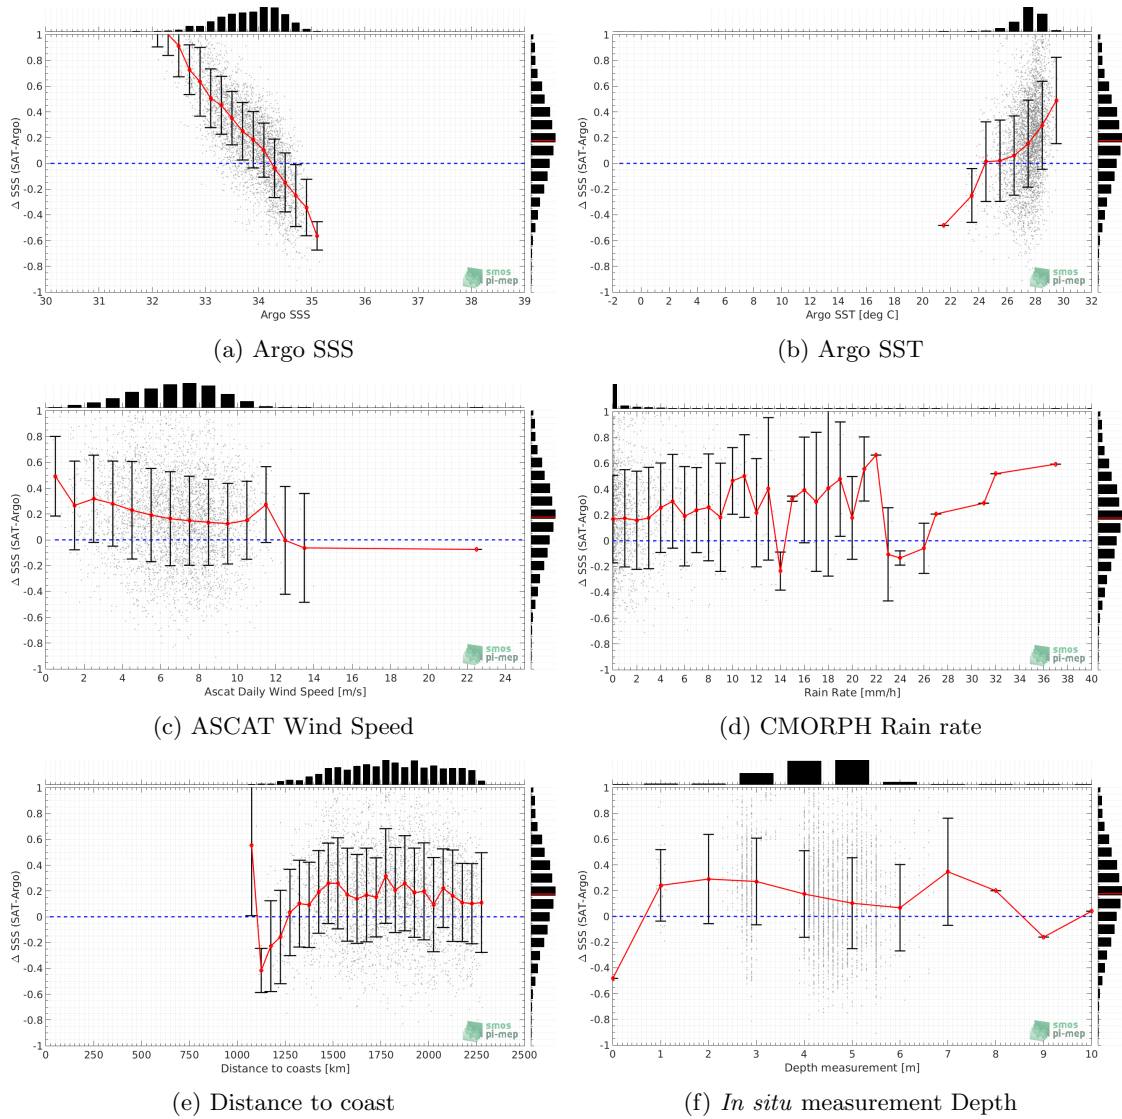 1
0.8
0.6
0.4
0.2
0
-0.2
-0.4
-0.6
-0.8
-1
Δ SSS (SAT-Argo)
30 31 32 33 34 35 36 37 38 39
Argo SSS
smos
pi-mep
(a) Argo SSS
1
0.8
0.6
0.4
0.2
0
-0.2
-0.4
-0.6
-0.8
-1
Δ SSS (SAT-Argo)
-2 0 2 4 6 8 10 12 14 16 18 20 22 24 26 28 30 32
Argo SST [deg C]
smos
pi-mep
(b) Argo SST
1
0.8
0.6
0.4
0.2
0
-0.2
-0.4
-0.6
-0.8
-1
Δ SSS (SAT-Argo)
0 2 4 6 8 10 12 14 16 18 20 22 24
Ascat Daily Wind Speed [m/s]
smos
pi-mep
(c) ASCAT Wind Speed
1
0.8
0.6
0.4
0.2
0
-0.2
-0.4
-0.6
-0.8
-1
Δ SSS (SAT-Argo)
0 2 4 6 8 10 12 14 16 18 20 22 24 26 28 30 32 34 36 38 40
Rain Rate [mm/h]
smos
pi-mep
(d) CMORPH Rain rate
1
0.8
0.6
0.4
0.2
0
-0.2
-0.4
-0.6
-0.8
-1
Δ SSS (SAT-Argo)
0 250 500 750 1000 1250 1500 1750 2000 2250 2500
Distance to coasts [km]
smos
pi-mep
(e) Distance to coast
1
0.8
0.6
0.4
0.2
0
-0.2
-0.4
-0.6
-0.8
-1
Δ SSS (SAT-Argo)
0 1 2 3 4 5 6 7 8 9 10
Depth measurement [m]
smos
pi-mep
(f) In situ measurement Depth